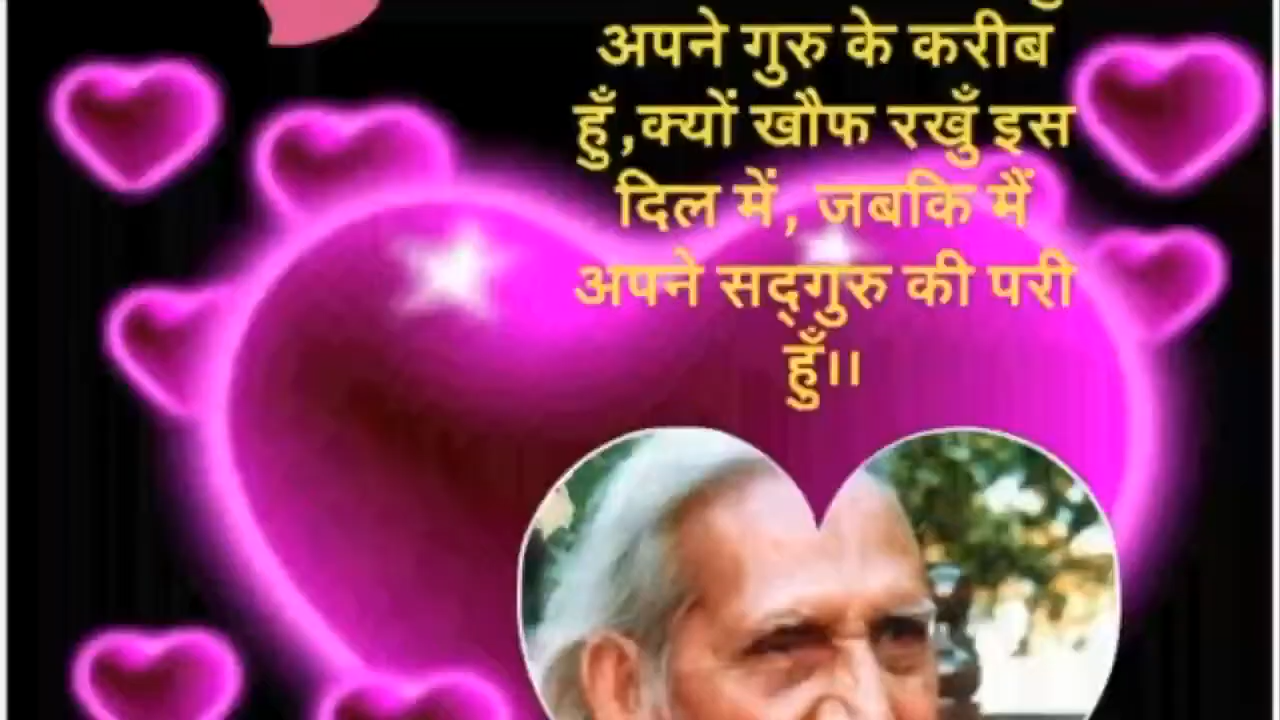 अपने गुरु के करीब
हुँ,क्यों खौफ रखुँ इस
दिल में, जबकि मैं
अपने सद्गुरु की परी
हुँ।।